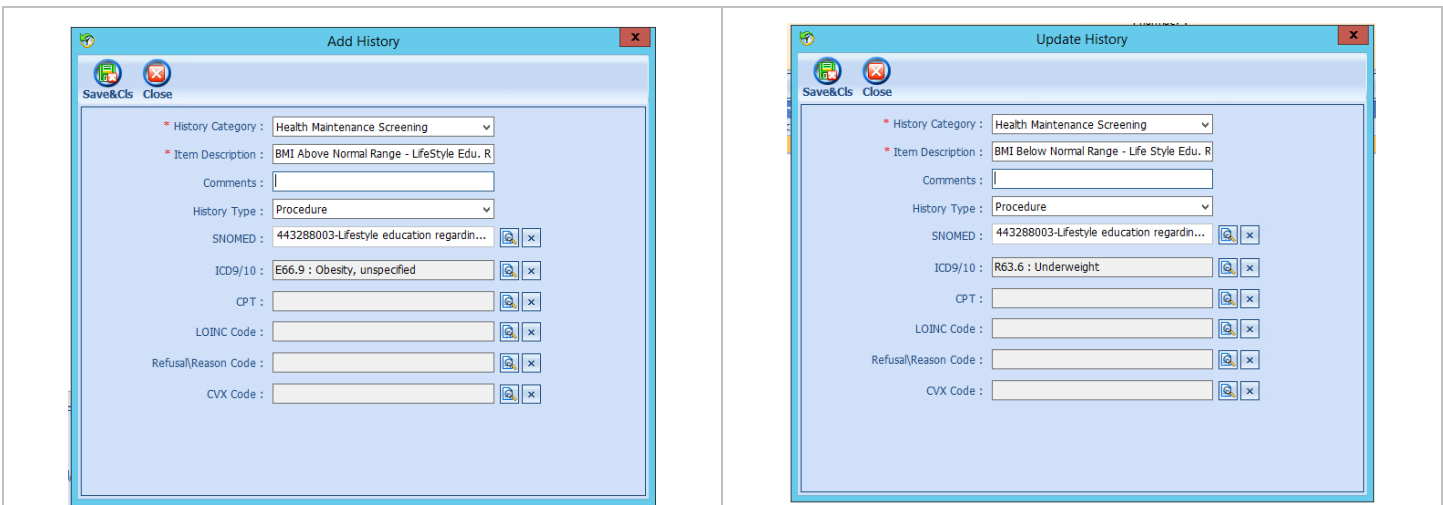 Add History
x
Save&Cls Close
* History Category : Health Maintenance Screening
* Item Description : BMI Above Normal Range - LifeStyle Edu. R
Comments :
History Type : Procedure
SNOMED : 443288003-Lifestyle education regardin...
ICD9/10 : E66.9 : Obesity, unspecified
CPT :
LOINC Code :
Refusal\Reason Code :
CVX Code :
Update History
x
Save&Cls Close
* History Category : Health Maintenance Screening
* Item Description : BMI Below Normal Range - Life Style Edu. R
Comments :
History Type : Procedure
SNOMED : 443288003-Lifestyle education regardin...
ICD9/10 : R63.6 : Underweight
CPT :
LOINC Code :
Refusal\Reason Code :
CVX Code :